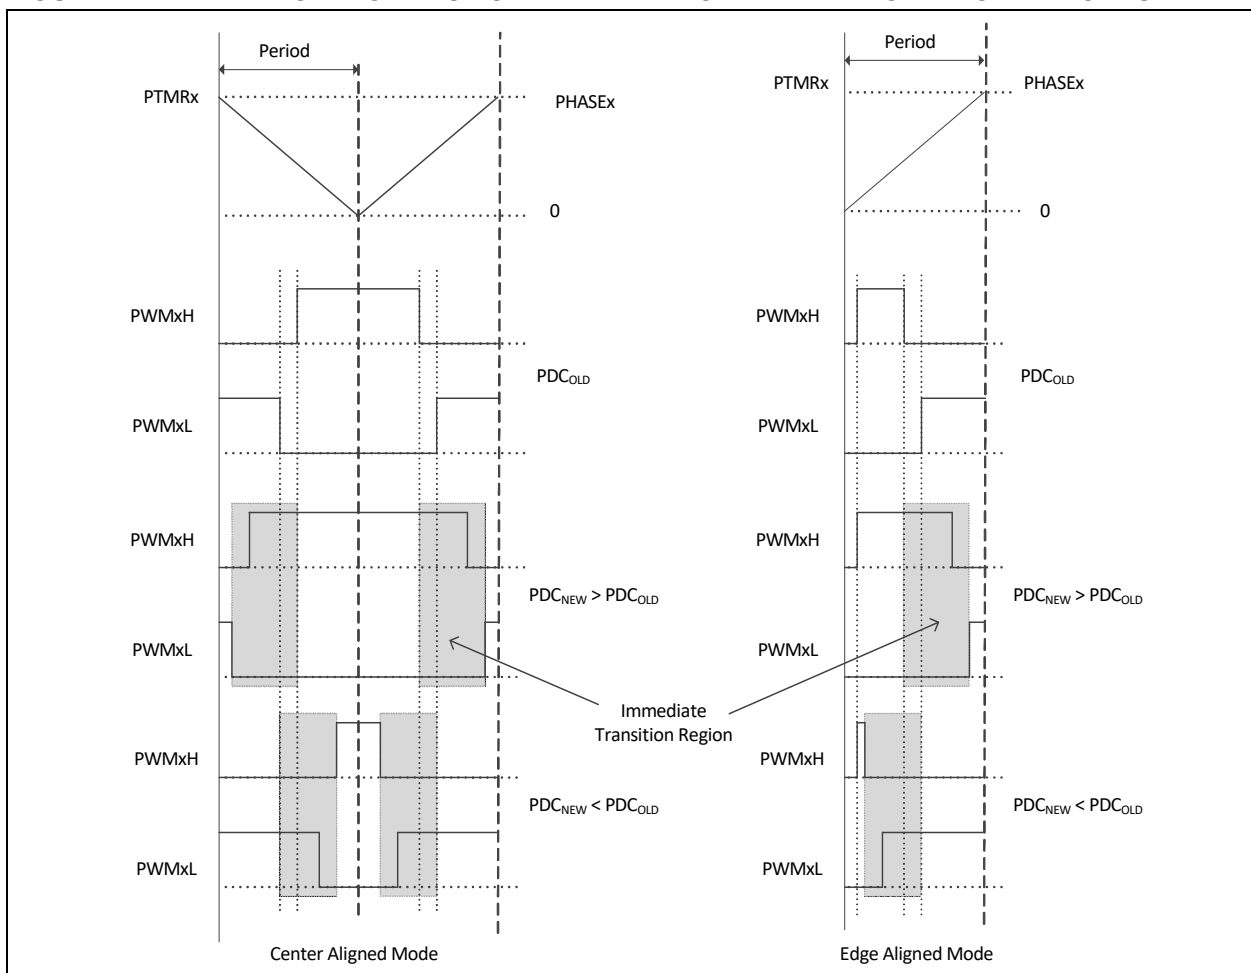 Period
PTMRx
PHASEx
0
PWMxH
PDCOLD
PWMxL
PWMxH
PDCNEW > PDCOLD
PWMxL
Immediate
Transition Region
PWMxH
PDCNEW < PDCOLD
PWMxL
Center Aligned Mode
Period
PTMRx
PHASEx
0
PWMxH
PDCOLD
PWMxL
PWMxH
PDCNEW > PDCOLD
PWMxL
PWMxH
PDCNEW < PDCOLD
PWMxL
Edge Aligned Mode